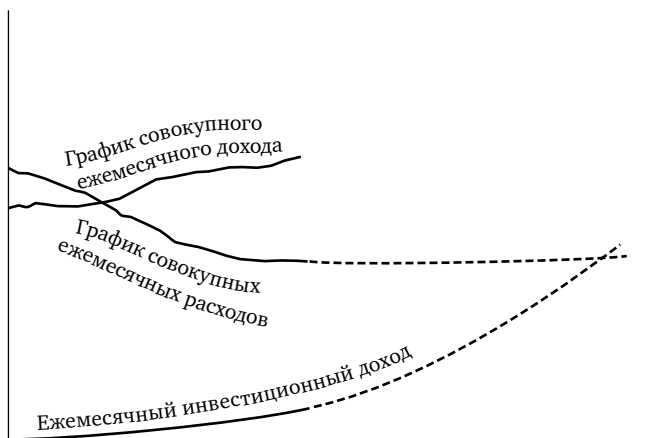 График совокупного
ежемесячного дохода
График совокупных
ежемесячных расходов
Ежемесячный инвестиционный доход